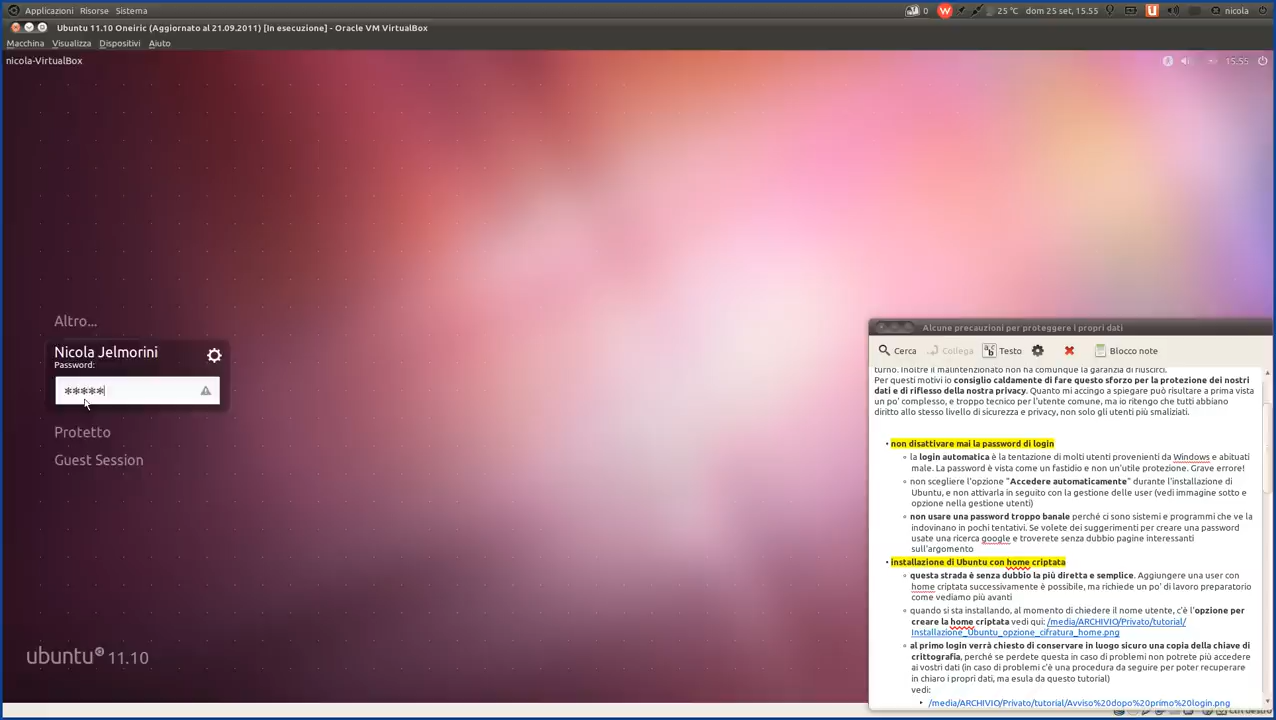 Applicazioni Risorse Sistema
0 25 °C dom 25 set, 15.55 nicola
Ubuntu 11.10 Oneiric (Aggiornato al 21.09.2011) [In esecuzione] - Oracle VM VirtualBox
Macchina Visualizza Dispositivi Aiuto
nicola-VirtualBox
15:55
Altro...
Nicola Jelmorini
Password:
*****
Protetto
Guest Session
ubuntu® 11.10
Alcune precauzioni per proteggere i propri dati
Cerca Collega Testo Blocco note
turno. Inoltre il malintenzionato non ha comunque la garanzia di riuscirci.
Per questi motivi io consiglio caldamente di fare questo sforzo per la protezione dei nostri
dati e di riflesso della nostra privacy. Quanto mi accingo a spiegare può risultare a prima vista
un po' complesso, e troppo tecnico per l'utente comune, ma io ritengo che tutti abbiano
diritto allo stesso livello di sicurezza e privacy, non solo gli utenti più smaliziati.
• non disattivare mai la password di login
◦ la login automatica è la tentazione di molti utenti provenienti da Windows e abituati
male. La password è vista come un fastidio e non un'utile protezione. Grave errore!
◦ non scegliere l'opzione "Accedere automaticamente" durante l'installazione di
Ubuntu, e non attivarla in seguito con la gestione delle user (vedi immagine sotto e
opzione nella gestione utenti)
◦ non usare una password troppo banale perché ci sono sistemi e programmi che ve la
indovinano in pochi tentativi. Se volete dei suggerimenti per creare una password
usate una ricerca google e troverete senza dubbio pagine interessanti
sull'argomento
• installazione di Ubuntu con home criptata
◦ questa strada è senza dubbio la più diretta e semplice. Aggiungere una user con
home criptata successivamente è possibile, ma richiede un po' di lavoro preparatorio
come vediamo più avanti
◦ quando si sta installando, al momento di chiedere il nome utente, c'è l'opzione per
creare la home criptata vedi qui: /media/ARCHIVIO/Privato/tutorial/
Installazione_Ubuntu_opzione_cifratura_home.png
◦ al primo login verrà chiesto di conservare in luogo sicuro una copia della chiave di
crittografia, perché se perdete questa in caso di problemi non potrete più accedere
ai vostri dati (in caso di problemi c'è una procedura da seguire per poter recuperare
in chiaro i propri dati, ma esula da questo tutorial)
vedi:
‣ /media/ARCHIVIO/Privato/tutorial/Avviso%20dopo%20primo%20login.png